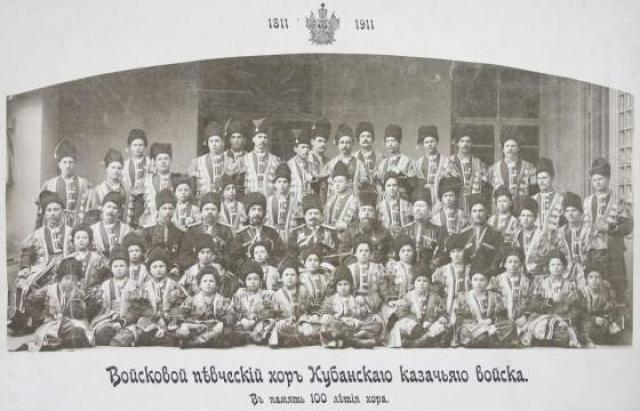 1811 1911
Войсковой пѣвческій хоръ Кубанскаго казачьяго войска.
Въ память 100 лѣтія хора.